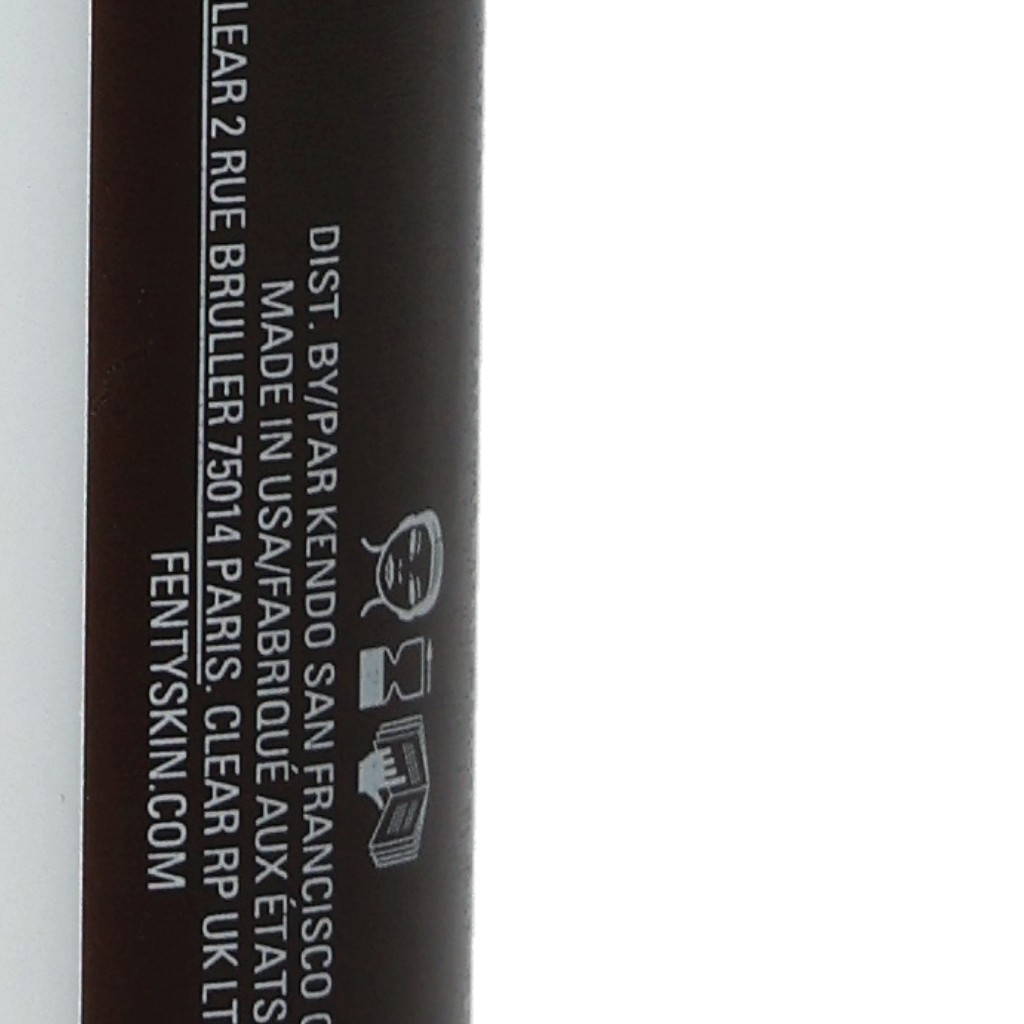 DIST. BY/PAR KENDO SAN FRANCISCO
MADE IN USA/FABRIQUÉ AUX ÉTATS
LEAR 2 RUE BRULLER 75014 PARIS. CLEAR RP UK LT
FENTYSKIN.COM